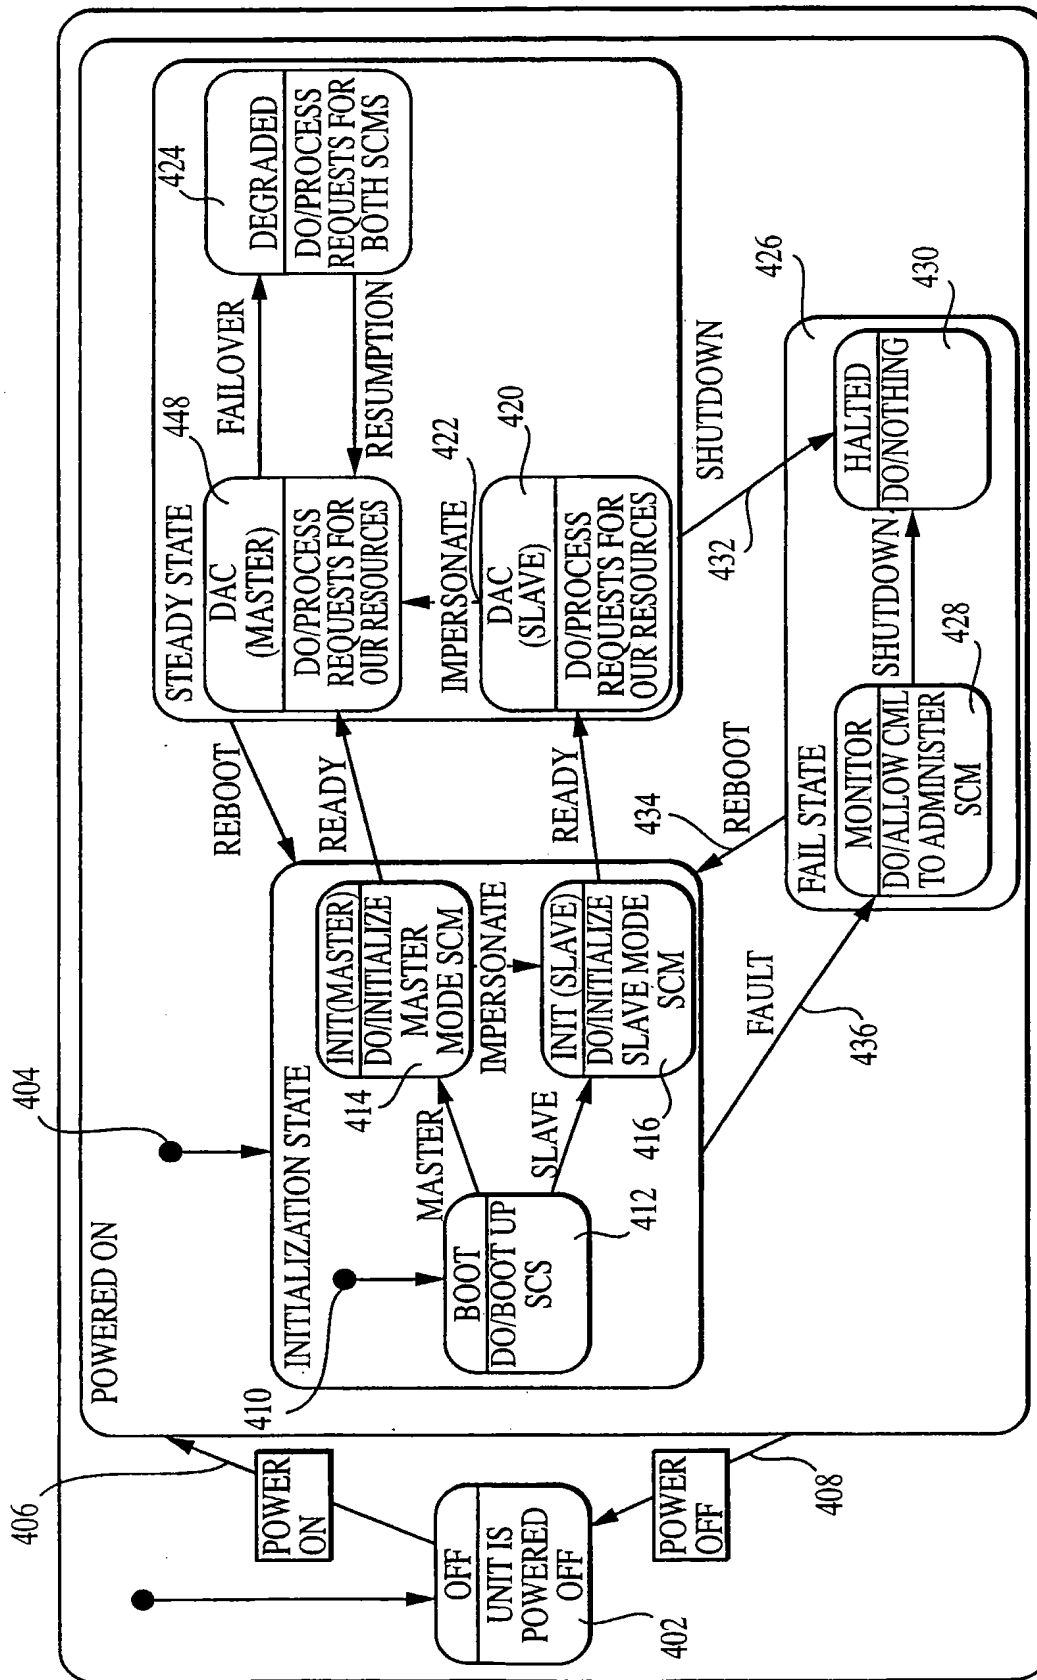 404
406
POWERED ON
POWER
ON
OFF
UNIT IS
POWERED
OFF
402
POWER
OFF
408
INITIALIZATION STATE
410
BOOT
DO/BOOT UP
SCS
412
MASTER
SLAVE
414
INIT(MASTER)
DO/INITIALIZE
MASTER
MODE SCM
IMPERSONATE
INIT (SLAVE)
DO/INITIALIZE
SLAVE MODE
SCM
416
REBOOT
READY
READY
STEADY STATE
448
DAC
(MASTER)
DO/PROCESS
REQUESTS FOR
OUR RESOURCES
FAILOVER
RESUMPTION
424
DEGRADED
DO/PROCESS
REQUESTS FOR
BOTH SCMS
IMPERSONATE
422
420
DAC
(SLAVE)
DO/PROCESS
REQUESTS FOR
OUR RESOURCES
SHUTDOWN
432
434
REBOOT
FAULT
436
FAIL STATE
426
MONITOR
DO/ALLOW CML
TO ADMINISTER
SCM
428
SHUTDOWN
HALTED
DO/NOTHING
430